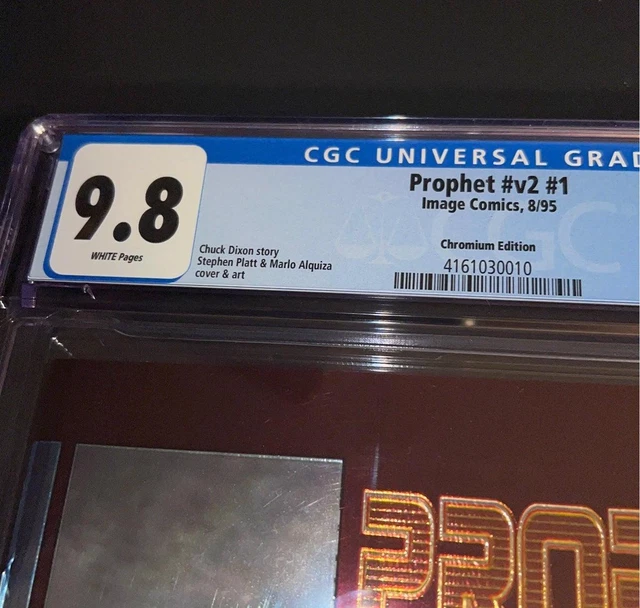 CGC UNIVERSAL GRAD
9.8
WHITE Pages
Prophet #v2 #1
Image Comics, 8/95
Chromium Edition
Chuck Dixon story
Stephen Platt & Marlo Alquiza
cover & art
4161030010
PROP